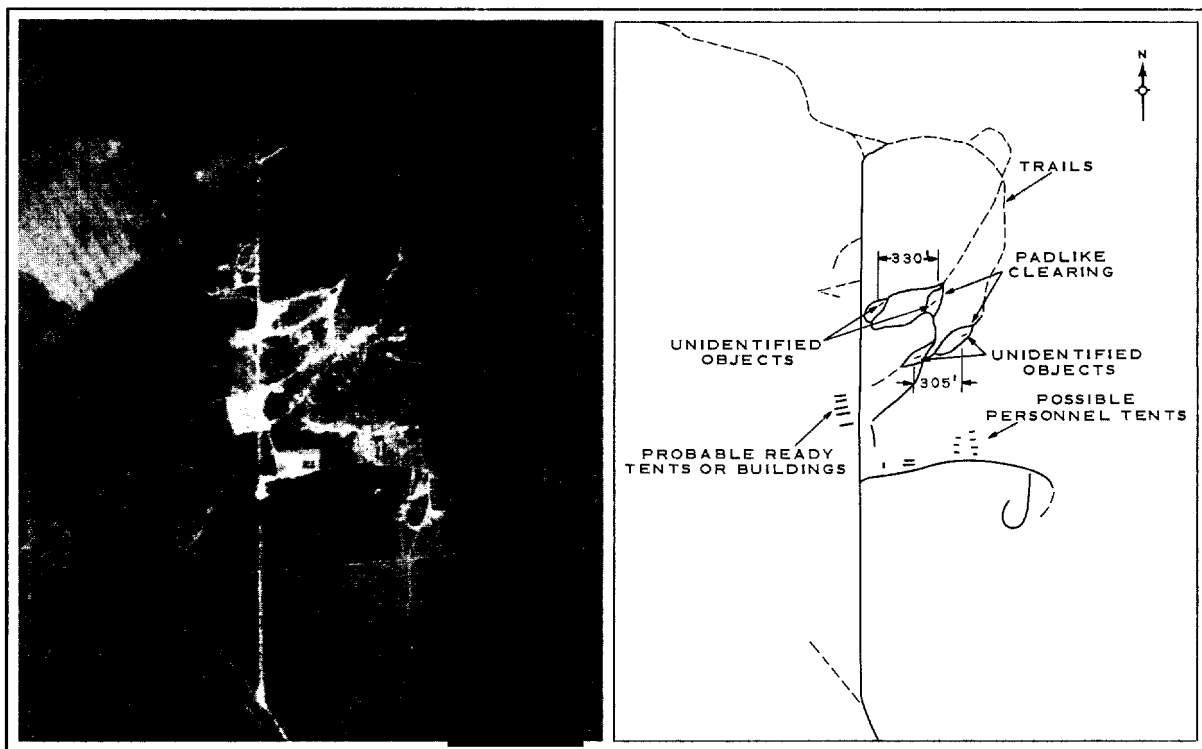 N
TRAILS
330'
PADLIKE
CLEARING
UNIDENTIFIED
OBJECTS
UNIDENTIFIED
OBJECTS
305'
POSSIBLE
PERSONNEL TENTS
PROBABLE READY
TENTS OR BUILDINGS